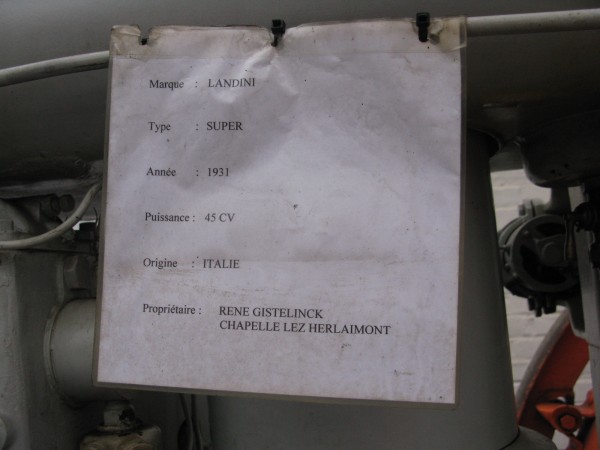 Marque : LANDINI
Type : SUPER
Année : 1931
Puissance : 45 CV
Origine : ITALIE
Propriétaire : RENE GISTELINCK
CHAPELLE LEZ HERLAIMONT